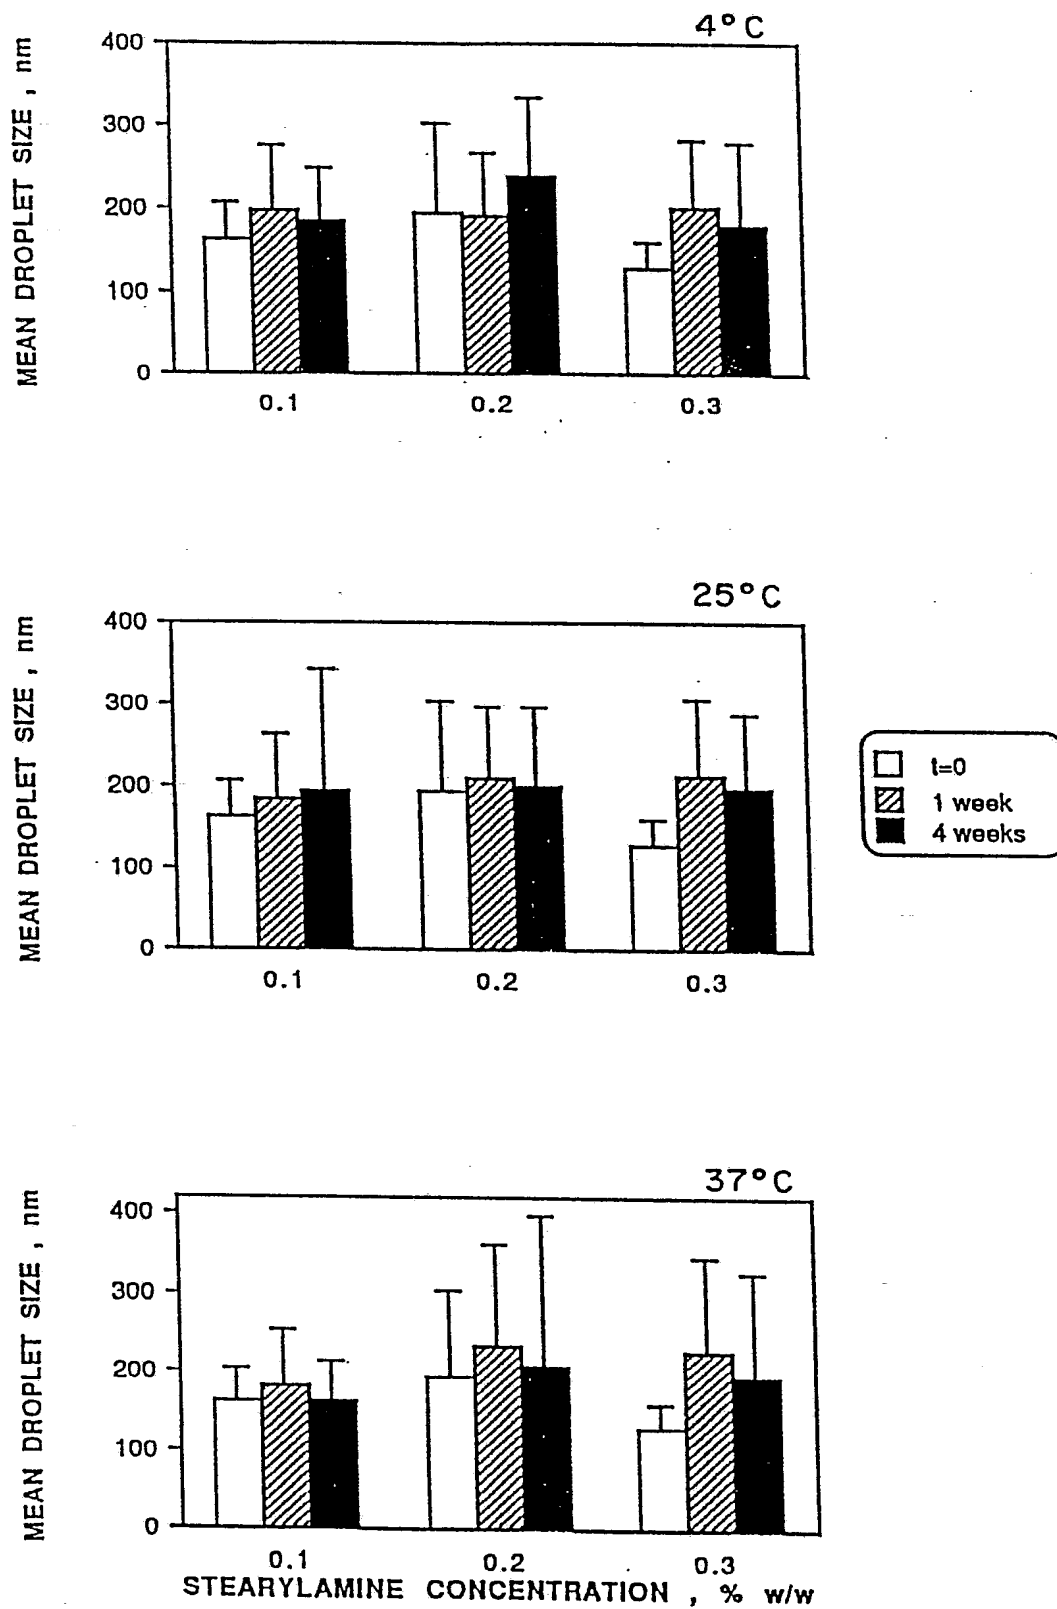 4°C
MEAN DROPLET SIZE , nm
400
300
200
100
0
0.1 0.2 0.3
25°C
MEAN DROPLET SIZE , nm
400
300
200
100
0
0.1 0.2 0.3
t=0
1 week
4 weeks
37°C
MEAN DROPLET SIZE , nm
400
300
200
100
0
0.1 0.2 0.3
STEARYLAMINE CONCENTRATION , % w/w